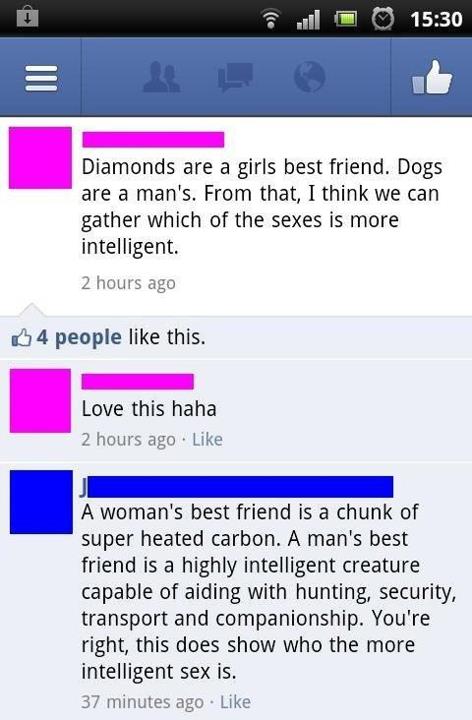 15:30
Diamonds are a girls best friend. Dogs
are a man's. From that, I think we can
gather which of the sexes is more
intelligent.
2 hours ago
4 people like this.
Love this haha
2 hours ago · Like
J
A woman's best friend is a chunk of
super heated carbon. A man's best
friend is a highly intelligent creature
capable of aiding with hunting, security,
transport and companionship. You're
right, this does show who the more
intelligent sex is.
37 minutes ago · Like